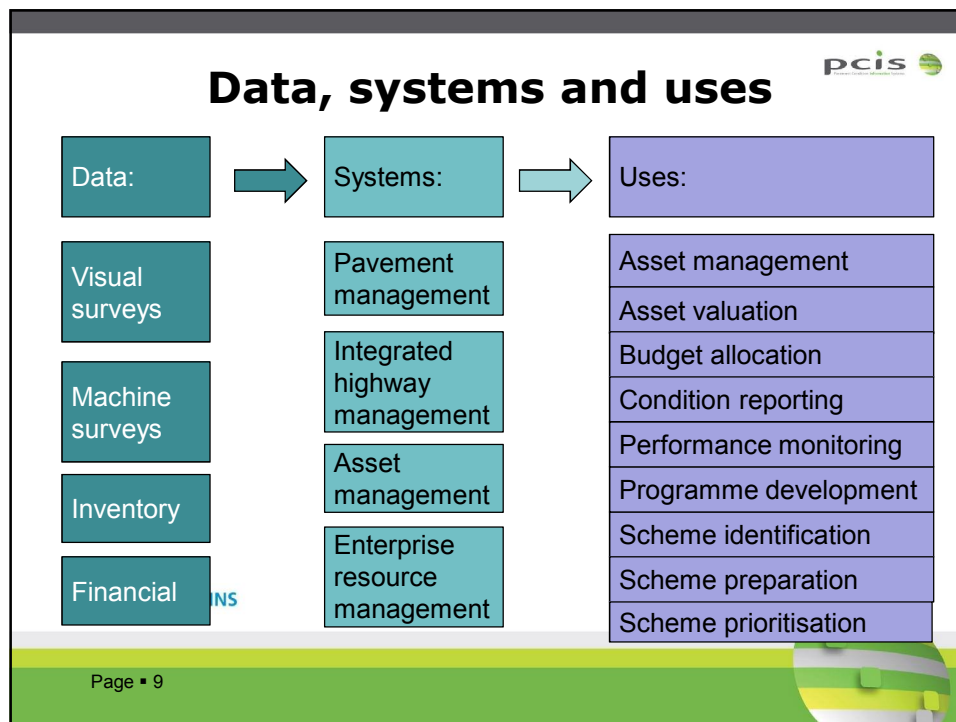 pcis
Data, systems and uses
Data:
Systems:
Uses:
Visual
surveys
Machine
surveys
Inventory
Financial
INS
Pavement
management
Integrated
highway
management
Asset
management
Enterprise
resource
management
Asset management
Asset valuation
Budget allocation
Condition reporting
Performance monitoring
Programme development
Scheme identification
Scheme preparation
Scheme prioritisation
Page ▪ 9